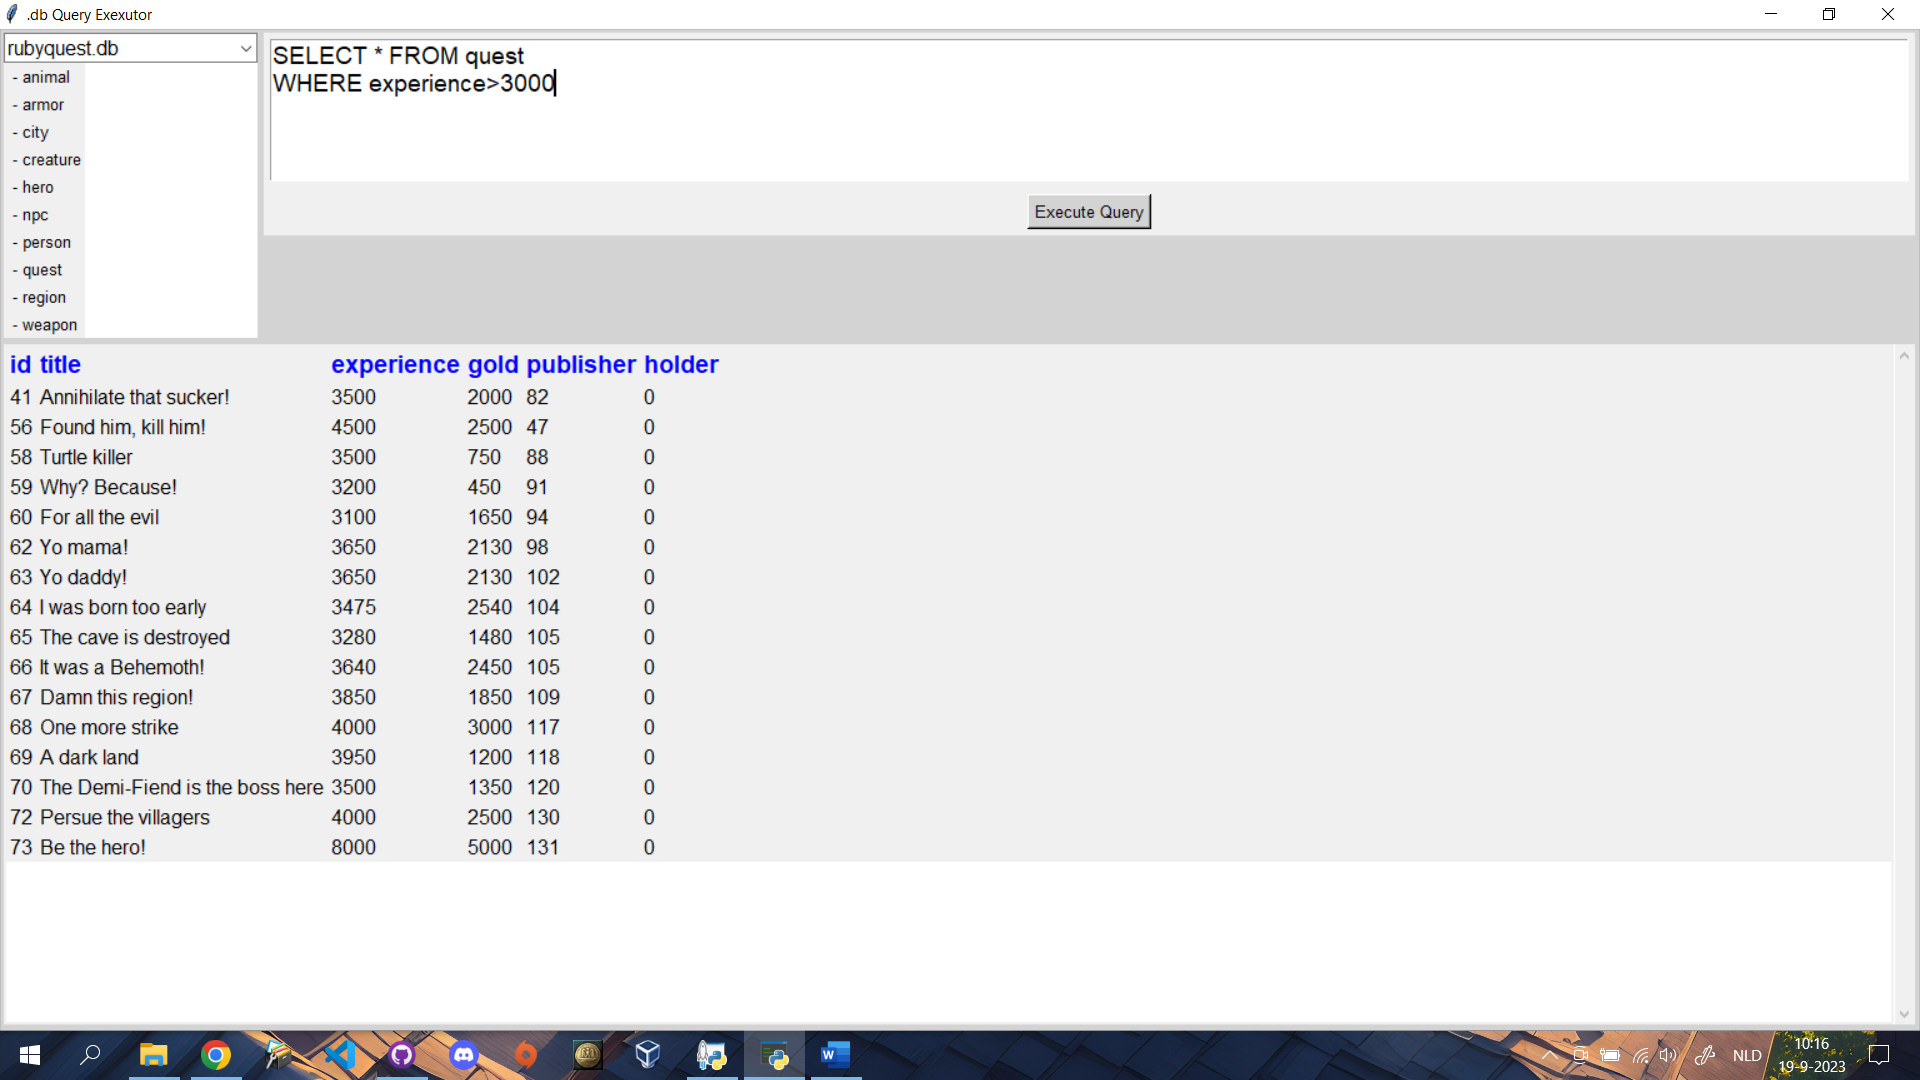 .db Query Exexutor
rubyquest.db
- animal
- armor
- city
- creature
- hero
- npc
- person
- quest
- region
- weapon
SELECT * FROM quest
WHERE experience>3000
Execute Query
id title experience gold publisher holder
41 Annihilate that sucker! 3500 2000 82 0
56 Found him, kill him! 4500 2500 47 0
58 Turtle killer 3500 750 88 0
59 Why? Because! 3200 450 91 0
60 For all the evil 3100 1650 94 0
62 Yo mama! 3650 2130 98 0
63 Yo daddy! 3650 2130 102 0
64 I was born too early 3475 2540 104 0
65 The cave is destroyed 3280 1480 105 0
66 It was a Behemoth! 3640 2450 105 0
67 Damn this region! 3850 1850 109 0
68 One more strike 4000 3000 117 0
69 A dark land 3950 1200 118 0
70 The Demi-Fiend is the boss here 3500 1350 120 0
72 Persue the villagers 4000 2500 130 0
73 Be the hero! 8000 5000 131 0
NLD
10:16
19-9-2023